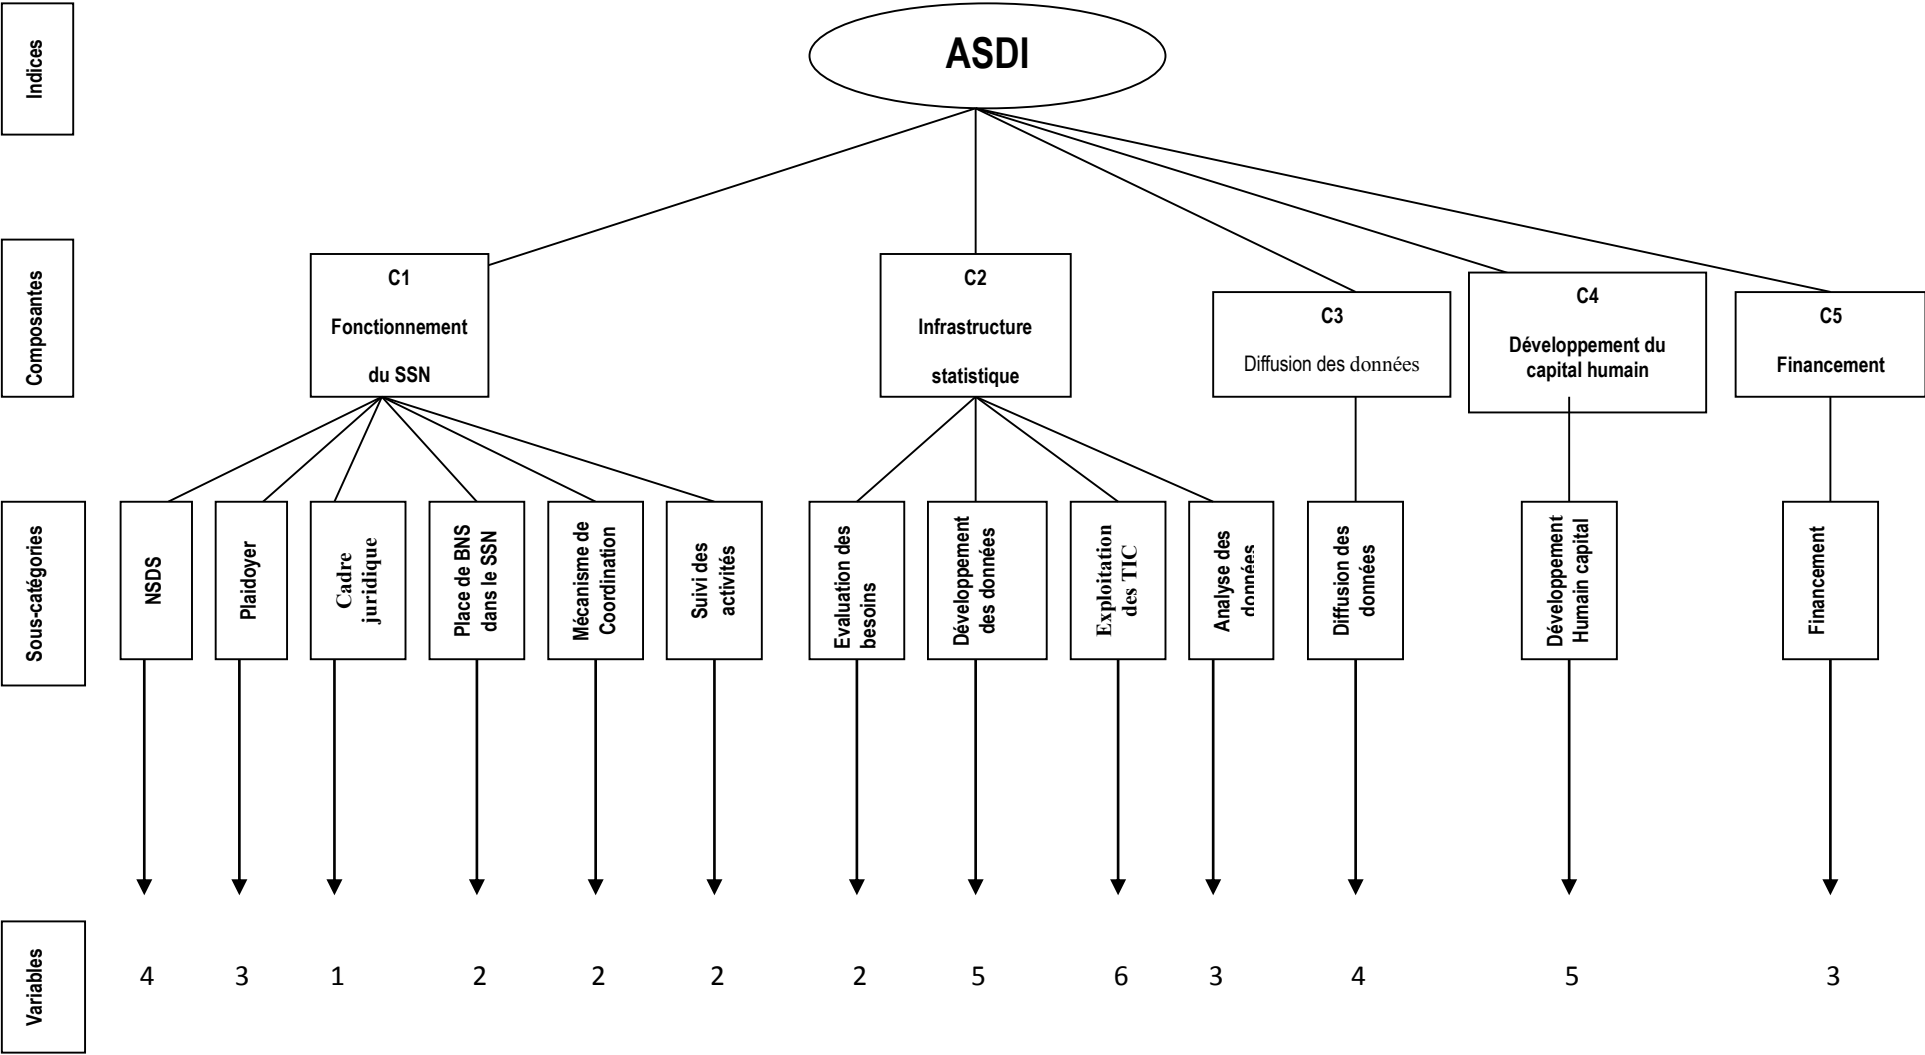 Indices
ASDI
Composantes
C1
Fonctionnement
du SSN
C2
Infrastructure
statistique
C3
Diffusion des données
C4
Développement du
capital humain
C5
Financement
Sous-catégories
NSDS
Plaidoyer
Cadre
juridique
Place de BNS
dans le SSN
Mécanisme de
Coordination
Suivi des
activités
Evaluation des
besoins
Développement
des données
Exploitation
des TIC
Analyse des
données
Diffusion des
données
Développement
Humain capital
Financement
Variables
4 3 1 2 2 2 2 5 6 3 4 5 3